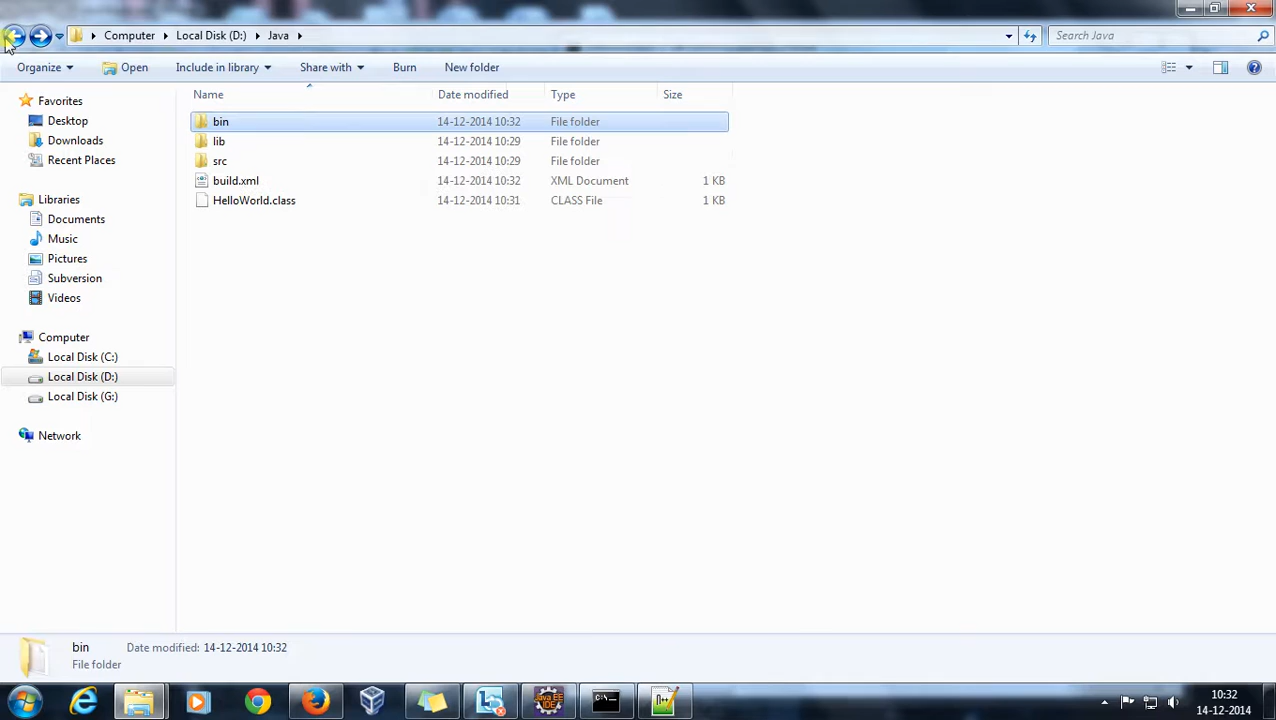 Computer Local Disk (D:) Java Search Java
Organize Open Include in library Share with Burn New folder
Name Date modified Type Size
Favorites
Desktop
Downloads
Recent Places
Libraries
Documents
Music
Pictures
Subversion
Videos
Computer
Local Disk (C:)
Local Disk (D:)
Local Disk (G:)
Network
bin 14-12-2014 10:32 File folder
lib 14-12-2014 10:29 File folder
src 14-12-2014 10:29 File folder
build.xml 14-12-2014 10:32 XML Document 1 KB
HelloWorld.class 14-12-2014 10:31 CLASS File 1 KB
bin Date modified: 14-12-2014 10:32
File folder
Java EE
IDE
C:\
10:32
14-12-2014